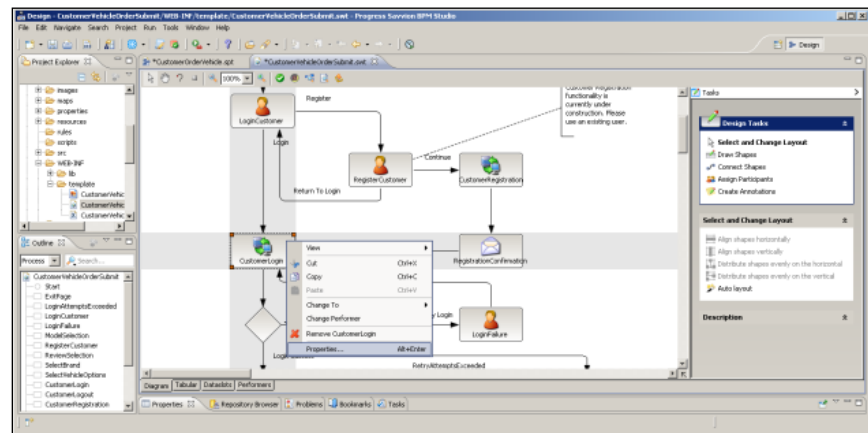 Design - CustomerVehicleOrderSubmit/WEB-INF/template/CustomerVehicleOrderSubmit.swt - Progress Savvion BPM Studio
File Edit Navigate Search Project Run Tools Window Help
Design
Project Explorer
*CustomerOrderVehicle.spt
*CustomerVehicleOrderSubmit.swt
100%
images
maps
properties
resources
rules
scripts
src
WEB-INF
lib
template
CustomerVehic
CustomerVehic
CustomerVehic
Outline
Process
Search...
CustomerVehicleOrderSubmit
Start
ExitPage
LoginAttemptsExceeded
LoginCustomer
LoginFailure
ModelSelection
RegisterCustomer
ReviewSelection
SelectBrand
SelectVehicleOptions
CustomerLogin
CustomerLogout
CustomerRegistration
Register
LoginCustomer
Login
Customer Registration
functionality is
currently under
construction. Please
use an existing user.
RegisterCustomer
Continue
CustomerRegistration
Return To Login
CustomerLogin
RegistrationConfirmation
View
Cut Ctrl+X
Copy Ctrl+C
Paste Ctrl+V
Change To
Change Performer
Remove CustomerLogin
Properties... Alt+Enter
Login
LoginFailure
RetryAttemptsExceeded
Diagram Tabular Dataslots Performers
Properties
Repository Browser
Problems
Bookmarks
Tasks
Tasks
Design Tasks
Select and Change Layout
Draw Shapes
Connect Shapes
Assign Participants
Create Annotations
Select and Change Layout
Align shapes horizontally
Align shapes vertically
Distribute shapes evenly on the horizontal
Distribute shapes evenly on the vertical
Auto layout
Description